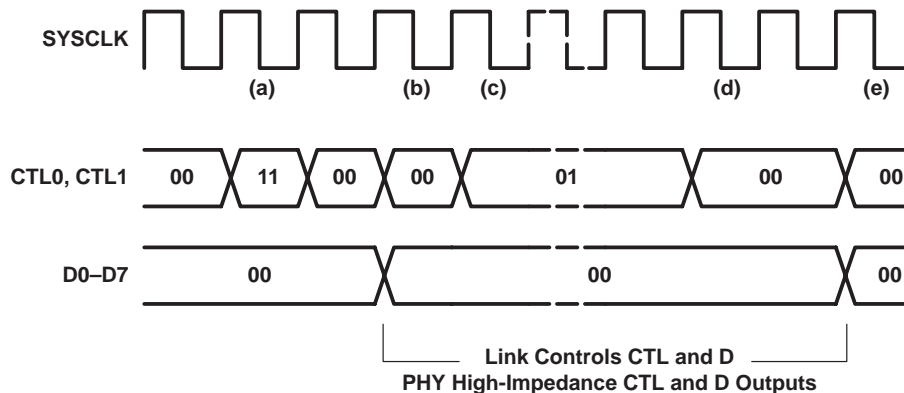 SYSCLK
(a) (b) (c) (d) (e)
CTL0, CTL1 00 11 00 00 01 00 00
D0–D7 00 00 00
Link Controls CTL and D
PHY High-Impedance CTL and D Outputs